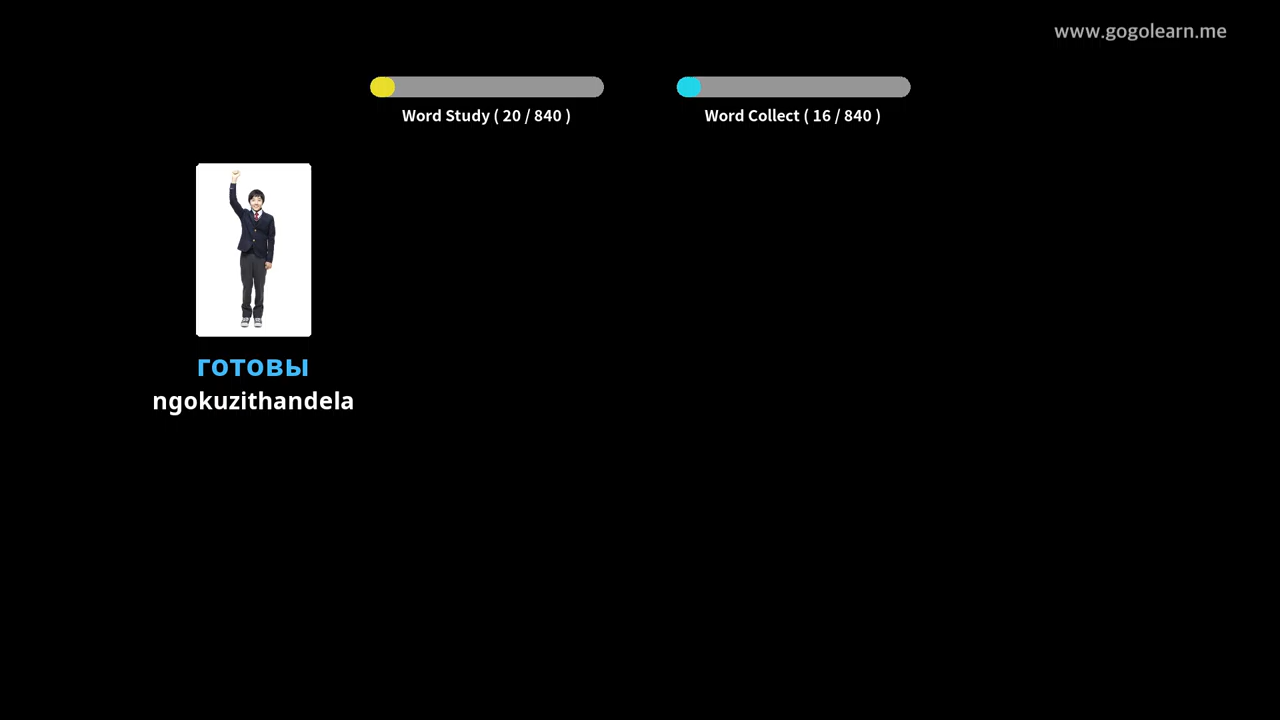 www.gogolearn.me
Word Study ( 20 / 840 )
Word Collect ( 16 / 840 )
готовы
ngokuzithandela